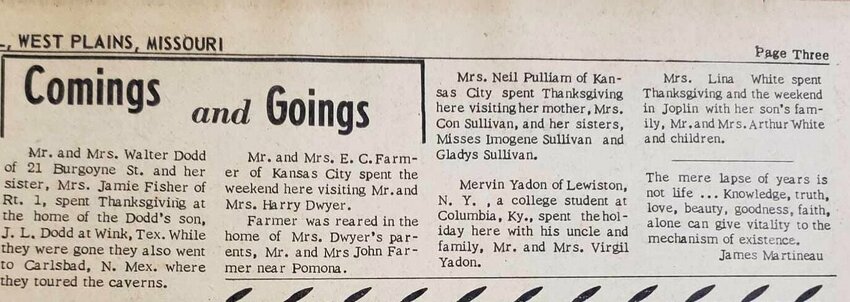 WEST PLAINS, MISSOURI
Page Three
Comings
and Goings
Mr. and Mrs. Walter Dodd
of 21 Burgoyne St. and her
sister, Mrs. Jamie Fisher of
Rt. 1, spent Thanksgiving at
the home of the Dodd's son,
J. L. Dodd at Wink, Tex. While
they were gone they also went
to Carlsbad, N. Mex. where
they toured the caverns.
Mr. and Mrs. E. C. Farm-
er of Kansas City spent the
weekend here visiting Mr. and
Mrs. Harry Dwyer.
Farmer was reared in the
home of Mrs. Dwyer's par-
ents, Mr. and Mrs John Far-
mer near Pomona.
Mrs. Neil Pulliam of Kan-
sas City spent Thanksgiving
here visiting her mother, Mrs.
Con Sullivan, and her sisters,
Misses Imogene Sullivan and
Gladys Sullivan.
Mervin Yadon of Lewiston,
N. Y. , a college student at
Columbia, Ky., spent the hol-
iday here with his uncle and
family, Mr. and Mrs. Virgil
Yadon.
Mrs. Lina White spent
Thanksgiving and the weekend
in Joplin with her son's fam-
ily, Mr. and Mrs. Arthur White
and children.
The mere lapse of years is
not life ... Knowledge, truth,
love, beauty, goodness, faith,
alone can give vitality to the
mechanism of existence.
James Martineau